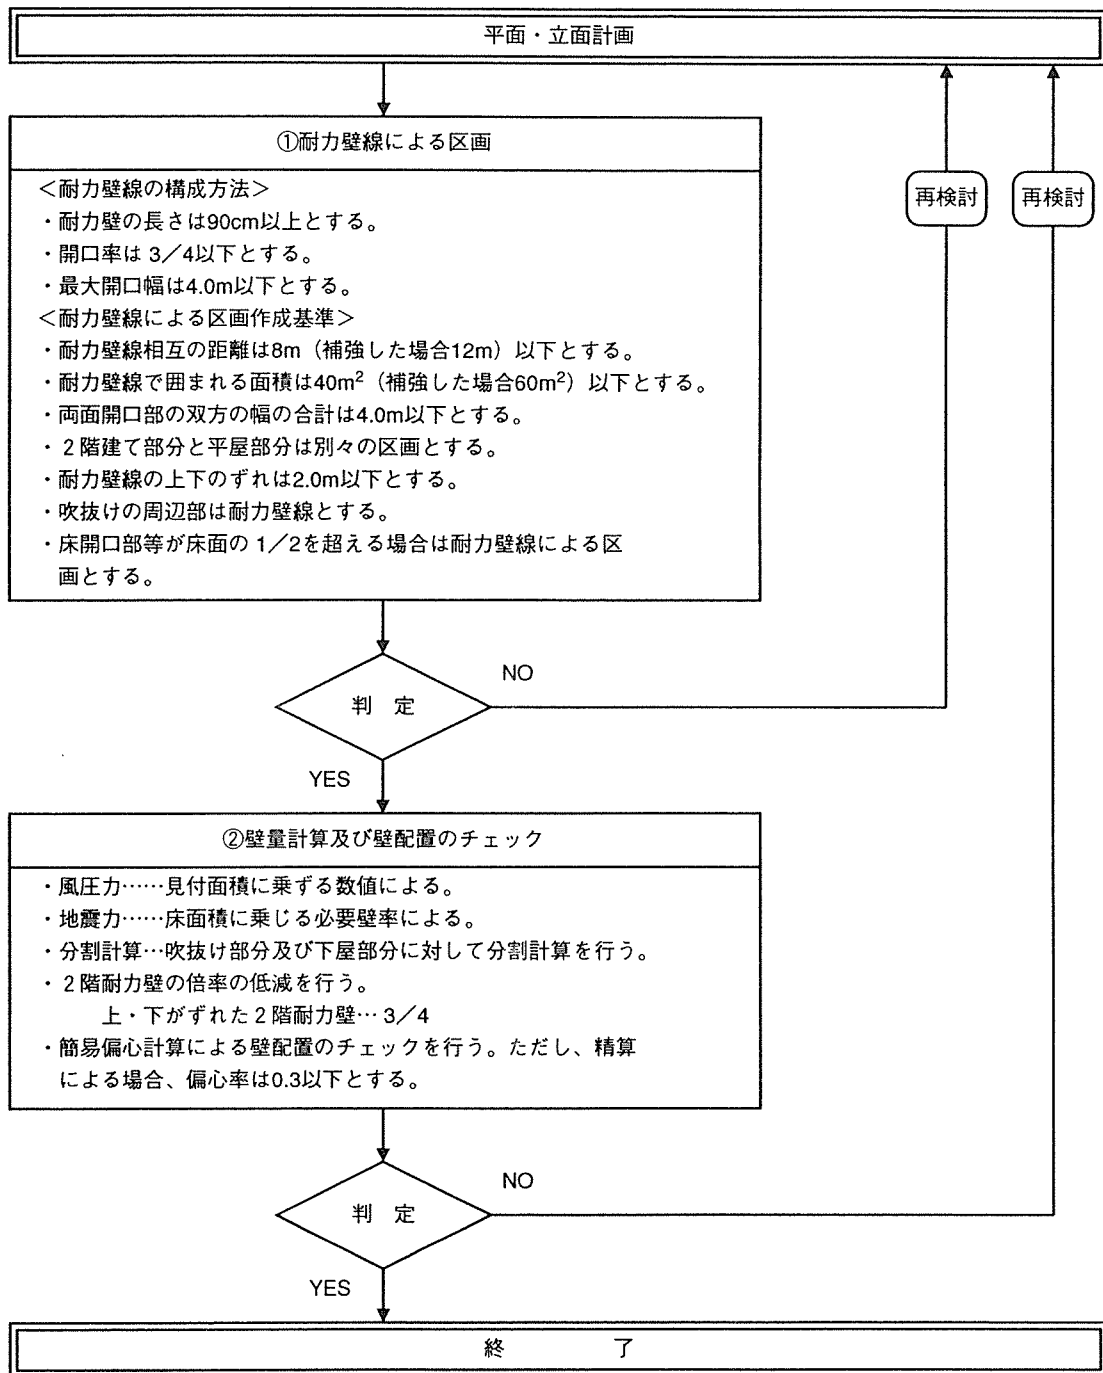 平面・立面計画
①耐力壁線による区画
＜耐力壁線の構成方法＞
・耐力壁の長さは90cm以上とする。
・開口率は 3／4以下とする。
・最大開口幅は4.0m以下とする。
＜耐力壁線による区画作成基準＞
・耐力壁線相互の距離は8m（補強した場合12m）以下とする。
・耐力壁線で囲まれる面積は40m²（補強した場合60m²）以下とする。
・両面開口部の双方の幅の合計は4.0m以下とする。
・２階建て部分と平屋部分は別々の区画とする。
・耐力壁線の上下のずれは2.0m以下とする。
・吹抜けの周辺部は耐力壁線とする。
・床開口部等が床面の 1／2を超える場合は耐力壁線による区
画とする。
再検討
再検討
判　定
NO
YES
②壁量計算及び壁配置のチェック
・風圧力……見付面積に乗ずる数値による。
・地震力……床面積に乗じる必要壁率による。
・分割計算…吹抜け部分及び下屋部分に対して分割計算を行う。
・２階耐力壁の倍率の低減を行う。
上・下がずれた２階耐力壁… 3／4
・簡易偏心計算による壁配置のチェックを行う。ただし、精算
による場合、偏心率は0.3以下とする。
判　定
NO
YES
終　　　了